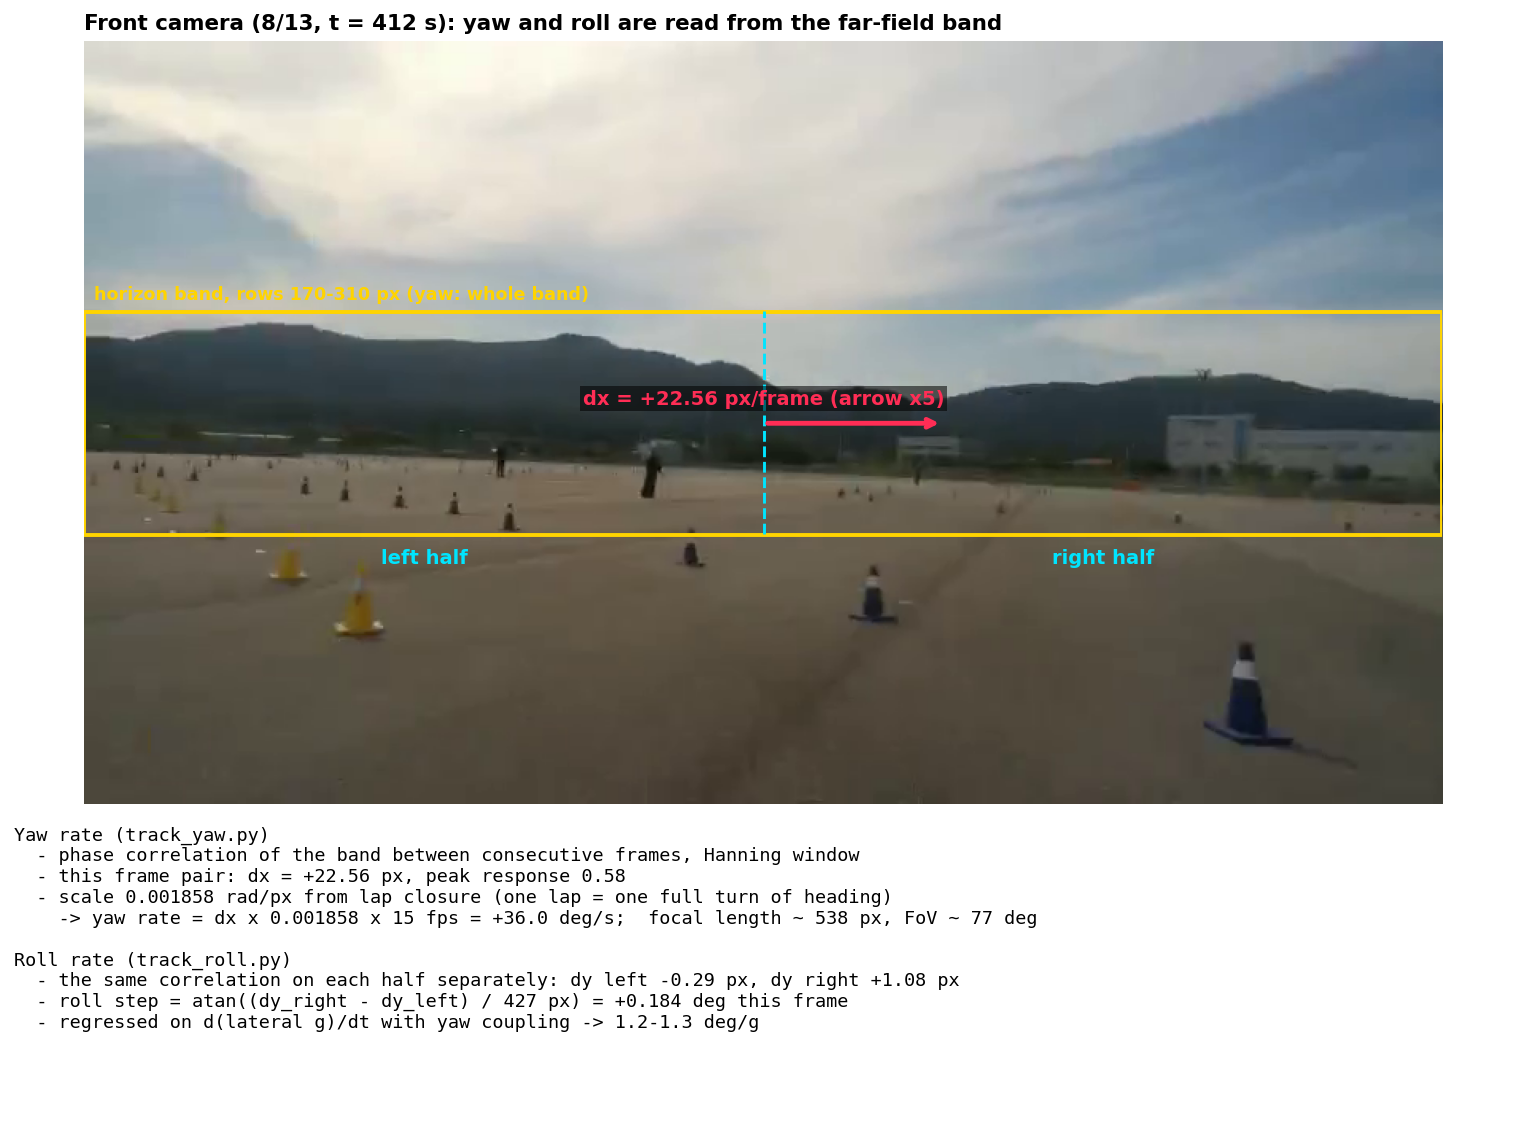 Front camera (8/13, t = 412 s): yaw and roll are read from the far-field band
horizon band, rows 170-310 px (yaw: whole band)
dx = +22.56 px/frame (arrow x5)
left half
right half
Yaw rate (track_yaw.py)
- phase correlation of the band between consecutive frames, Hanning window
- this frame pair: dx = +22.56 px, peak response 0.58
- scale 0.001858 rad/px from lap closure (one lap = one full turn of heading)
-> yaw rate = dx x 0.001858 x 15 fps = +36.0 deg/s;  focal length ~ 538 px, FoV ~ 77 deg
Roll rate (track_roll.py)
- the same correlation on each half separately: dy left -0.29 px, dy right +1.08 px
- roll step = atan((dy_right - dy_left) / 427 px) = +0.184 deg this frame
- regressed on d(lateral g)/dt with yaw coupling -> 1.2-1.3 deg/g